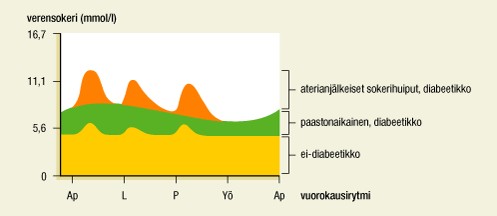 verensokeri (mmol/l)
16,7
11,1
5,6
0
aterianjälkeiset sokerihuiput, diabeetikko
paastonaikainen, diabeetikko
ei-diabeetikko
Ap L P Yö Ap vuorokausirytmi